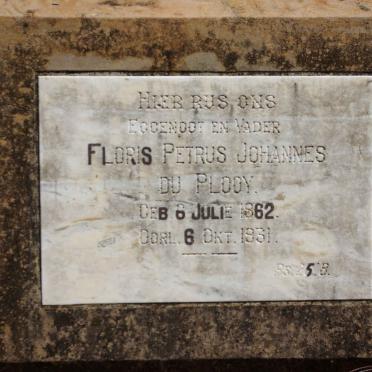 HIER RUS ONS
EGGENOOT EN VADER
FLORIS PETRUS JOHANNES
DU PLOOY.
GEB 6 JULIE 1862.
OORL. 6 OKT. 1931.